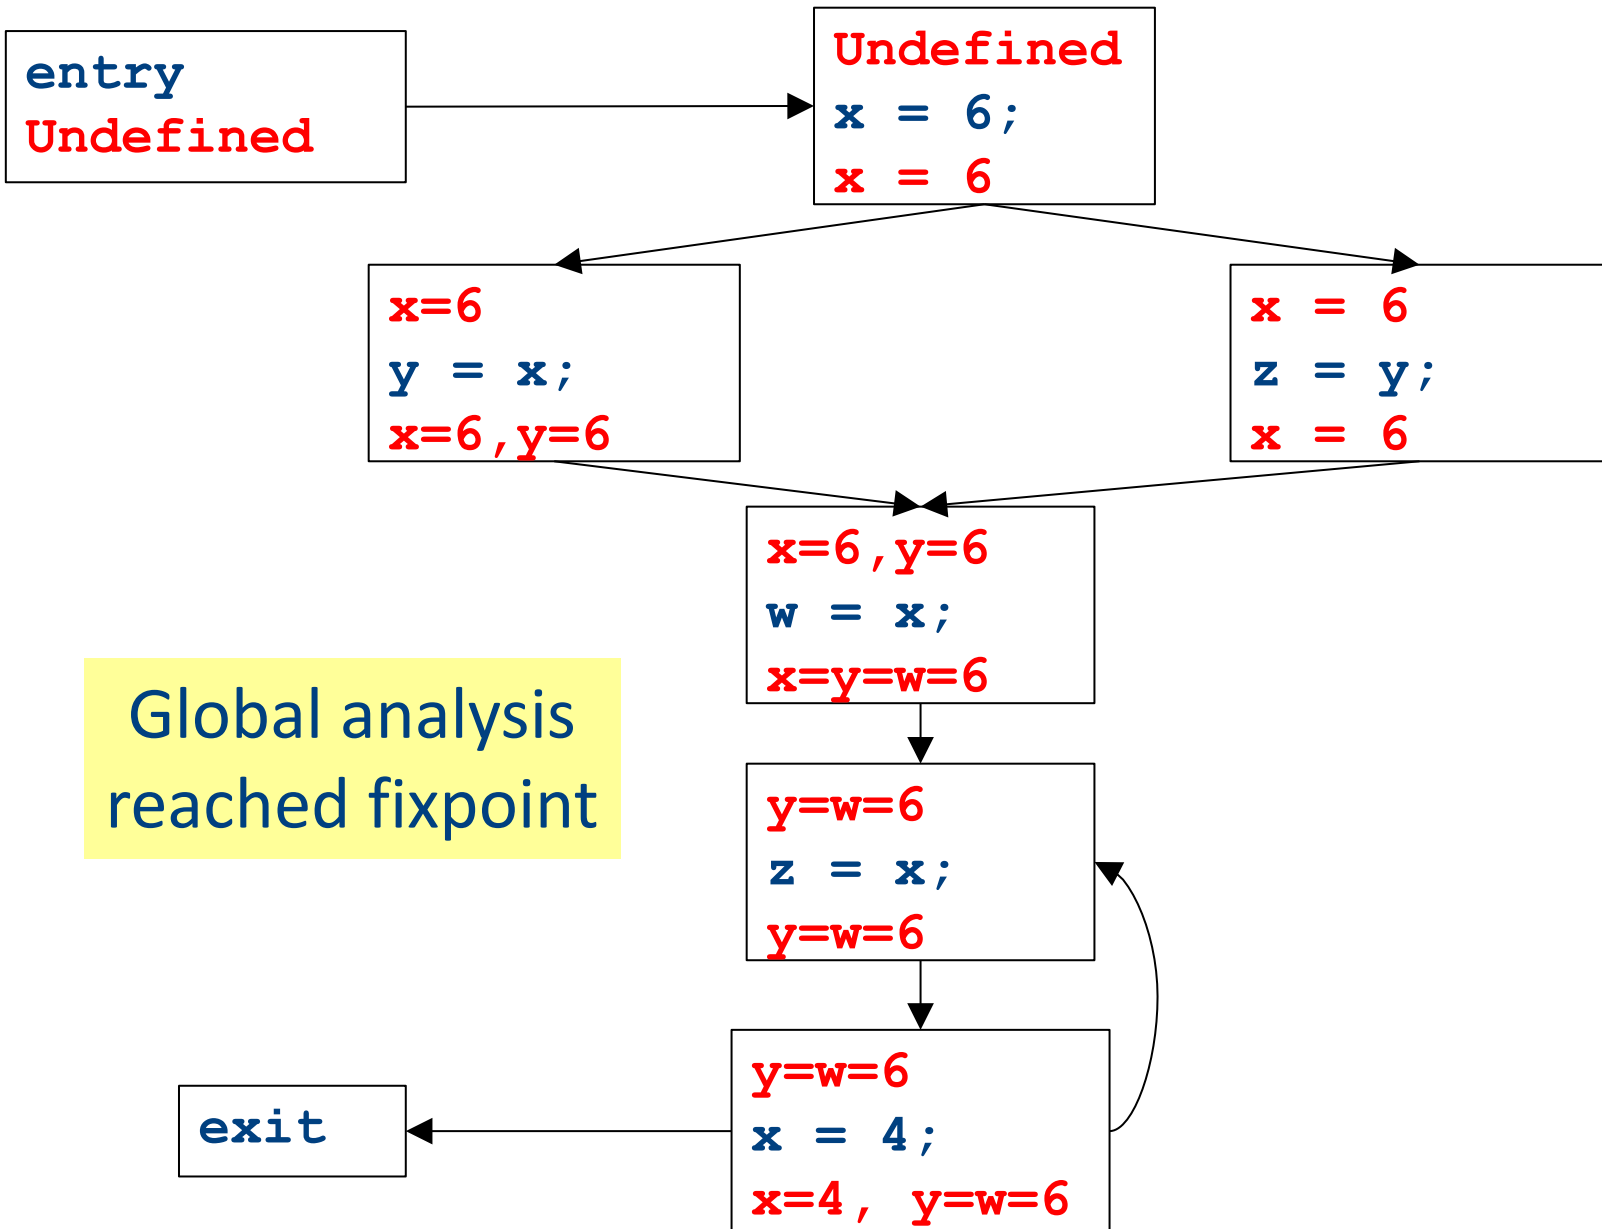 entry
Undefined
Undefined
x = 6;
x = 6
x=6
y = x;
x=6,y=6
x = 6
z = y;
x = 6
x=6,y=6
w = x;
x=y=w=6
Global analysis
reached fixpoint
y=w=6
z = x;
y=w=6
exit
y=w=6
x = 4;
x=4, y=w=6